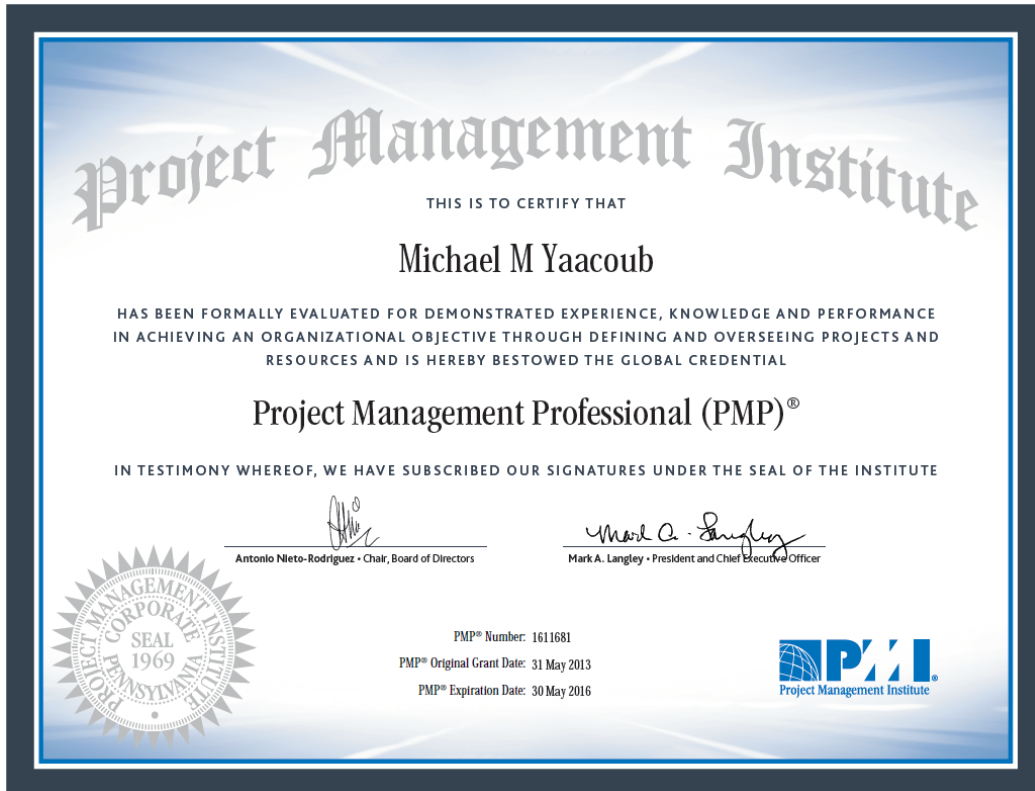 Project Management Institute
THIS IS TO CERTIFY THAT
Michael M Yaacoub
HAS BEEN FORMALLY EVALUATED FOR DEMONSTRATED EXPERIENCE, KNOWLEDGE AND PERFORMANCE
IN ACHIEVING AN ORGANIZATIONAL OBJECTIVE THROUGH DEFINING AND OVERSEEING PROJECTS AND
RESOURCES AND IS HEREBY BESTOWED THE GLOBAL CREDENTIAL
Project Management Professional (PMP)®
IN TESTIMONY WHEREOF, WE HAVE SUBSCRIBED OUR SIGNATURES UNDER THE SEAL OF THE INSTITUTE
Mark A. Langley
Antonio Nieto-Rodriguez • Chair, Board of Directors
Mark A. Langley • President and Chief Executive Officer
PROJECT MANAGEMENT INSTITUTE
CORPORATE
SEAL
1969
PENNSYLVANIA
PMP® Number: 1611681
PMP® Original Grant Date: 31 May 2013
PMP® Expiration Date: 30 May 2016
PMI®
Project Management Institute